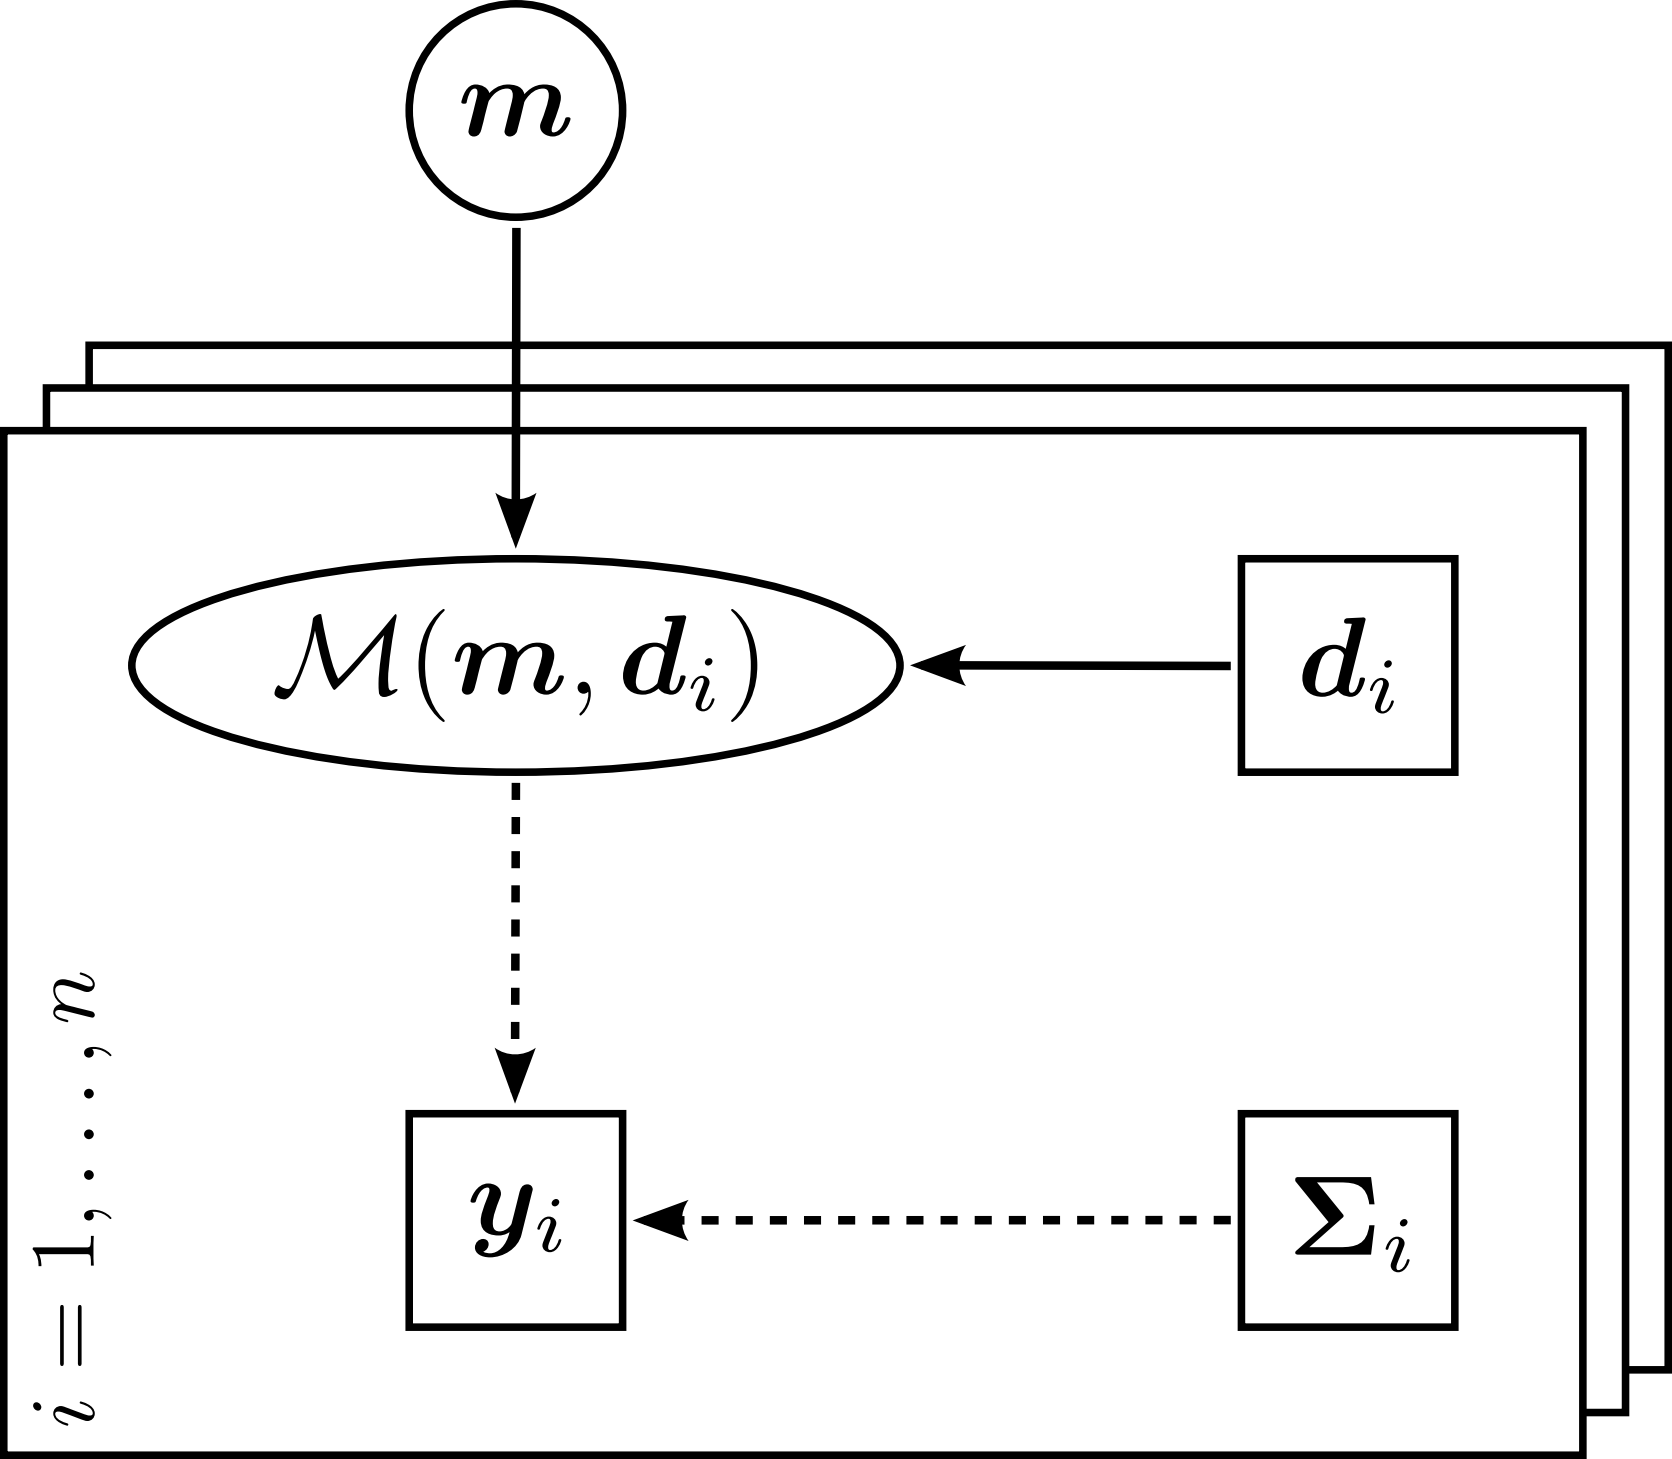 m
M(m, d_i)
d_i
y_i
Σ_i
i = 1, . . . , n